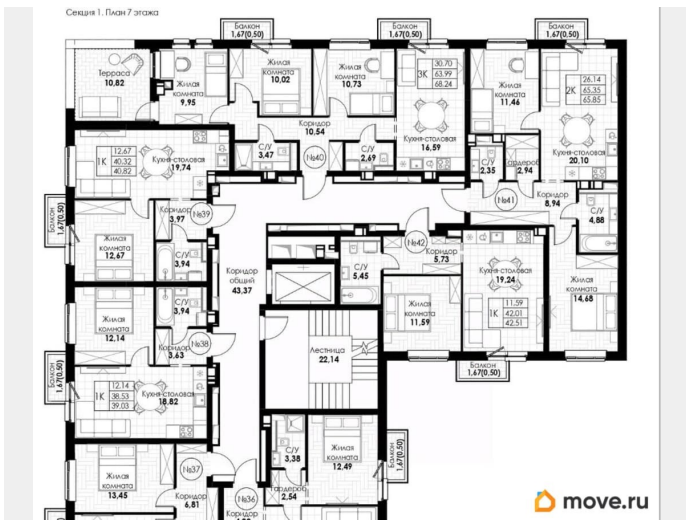 Секция 1. План 7 этажа
Балкон
1,67(0,50)
Балкон
1,67(0,50)
Балкон
1,67(0,50)
Терраса
10,82
Жилая
комната
9,95
Жилая
комната
10,02
Жилая
комната
10,73
3К
30.70
63.99
68.24
Кухня-столовая
16,59
Жилая
комната
11,46
2К
26.14
65.35
65.85
Кухня-столовая
20,10
Коридор
10,54
С/У
3,47
№40
С/У
2,69
С/У
2,35
2,94
1К
12.67
40.32
40.82
Кухня-столовая
19,74
Балкон
1,67(0,50)
Коридор
3,97
№39
№41
Коридор
8,94
С/У
4,88
Жилая
комната
12,67
С/У
3,94
Коридор
общий
43,37
С/У
5,45
№42
Коридор
5,73
Кухня-столовая
19,24
Жилая
комната
14,68
Жилая
комната
12,14
С/У
3,94
Жилая
комната
11,59
1К
11.59
42.01
42.51
Коридор
3,63
№38
Лестница
22,14
Балкон
1,67(0,50)
Балкон
1,67(0,50)
1К
12.14
38.53
39.03
Кухня-столовая
18,82
Жилая
комната
13,45
№37
Коридор
6,81
С/У
3,38
Жилая
комната
12,49
Балкон
1,67(0,50)
Гардероб
2,54
№36
move.ru